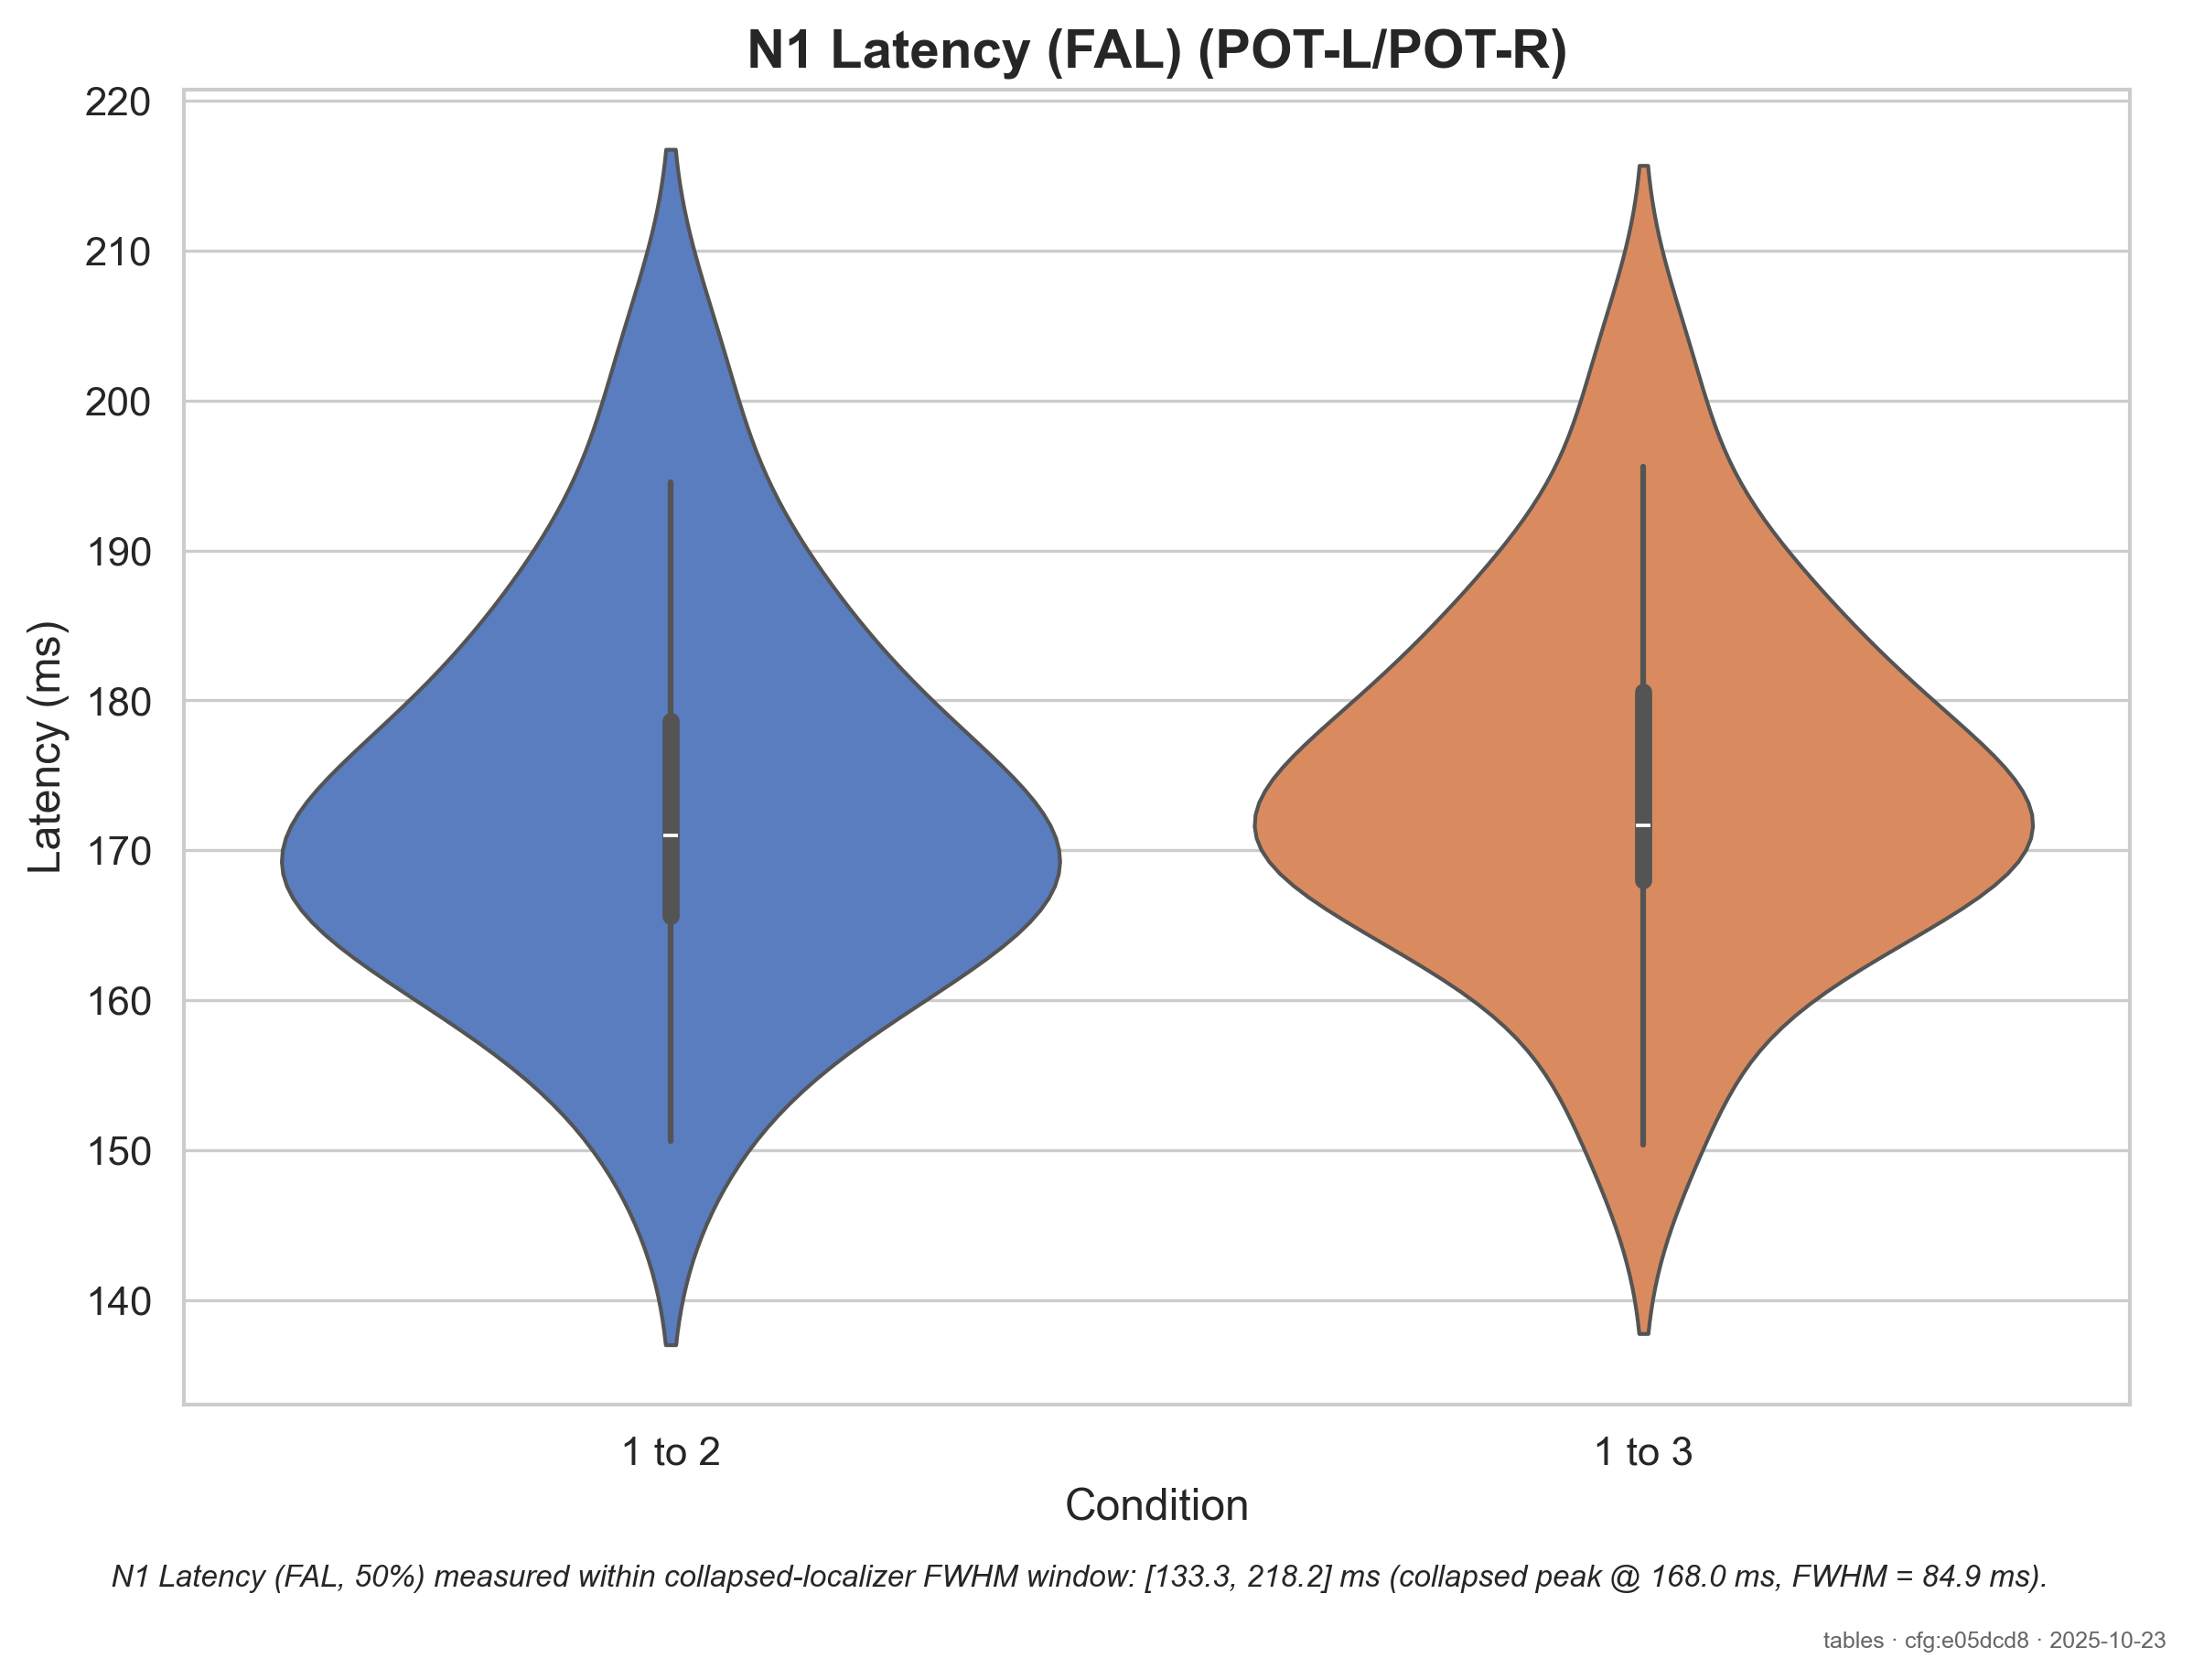 N1 Latency (FAL) (POT-L/POT-R)
220
210
200
190
180
170
160
150
140
Latency (ms)
1 to 2
1 to 3
Condition
N1 Latency (FAL, 50%) measured within collapsed-localizer FWHM window: [133.3, 218.2] ms (collapsed peak @ 168.0 ms, FWHM = 84.9 ms).
tables · cfg:e05dcd8 · 2025-10-23